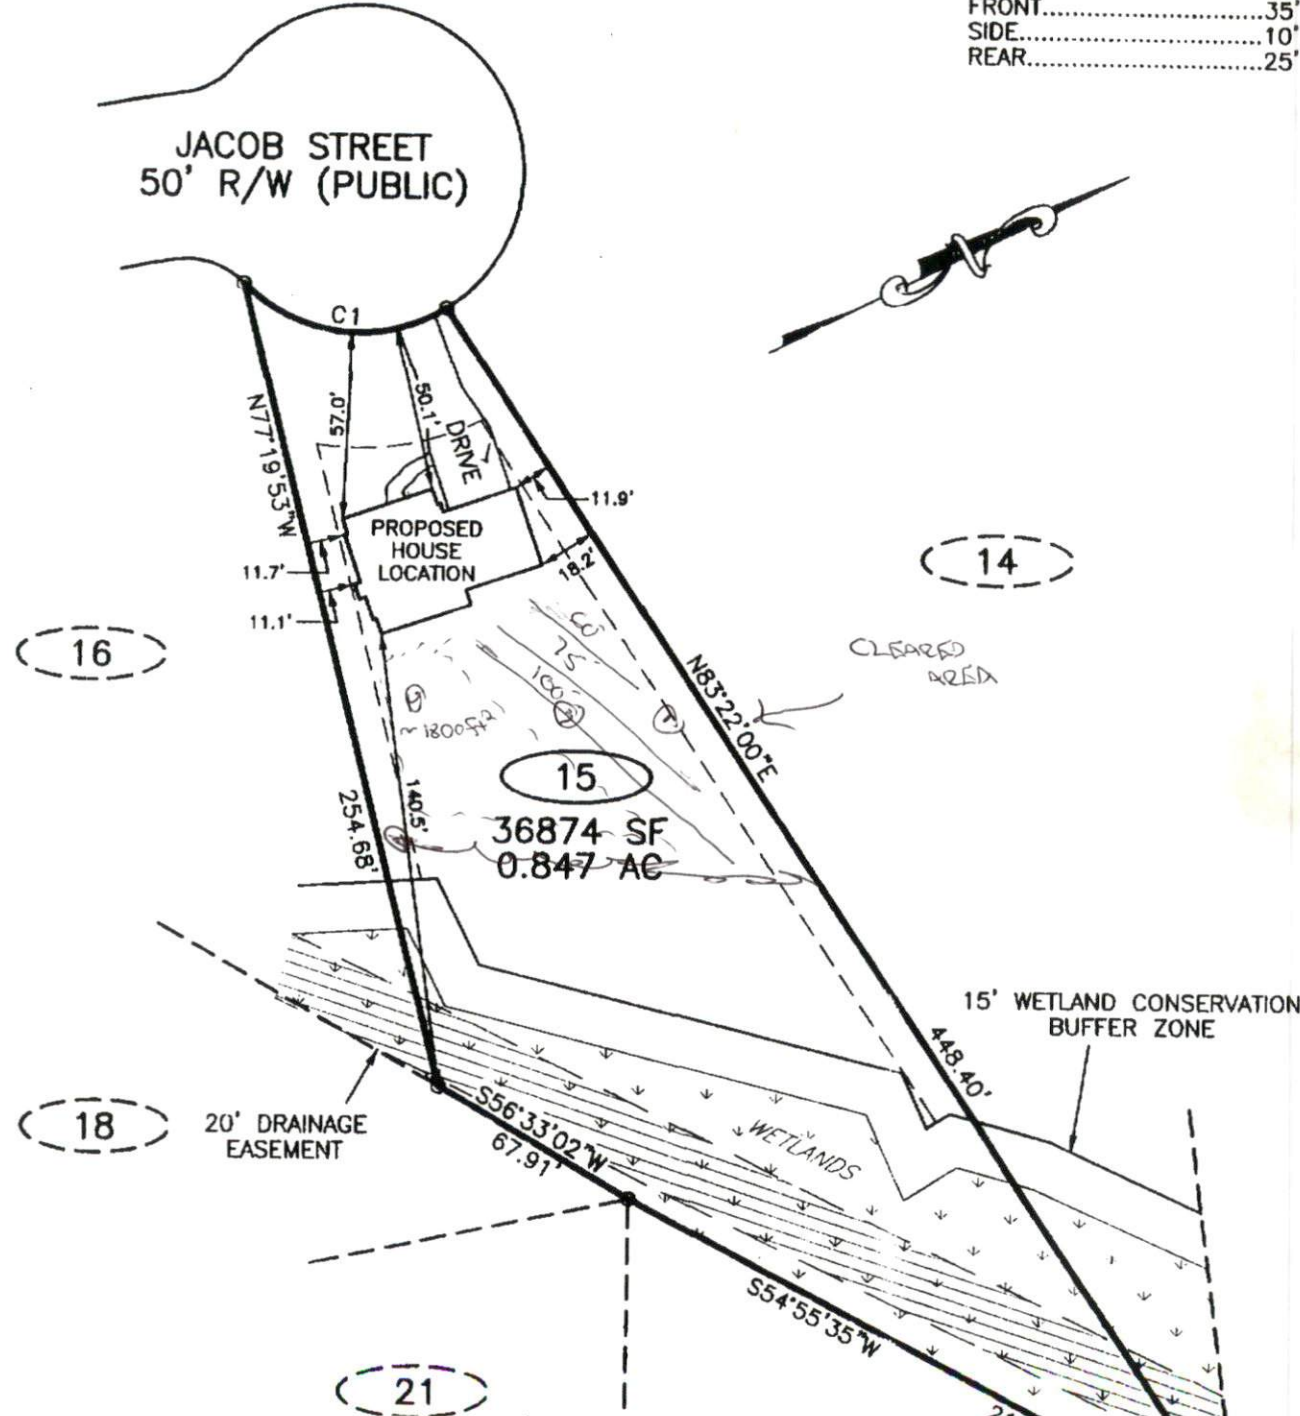 FRONT..............................35'
SIDE..............................10'
REAR..............................25'
JACOB STREET
50' R/W (PUBLIC)
C1
57.0'
50.1'
DRIVE
N77°19'53"W
11.9'
PROPOSED
HOUSE
LOCATION
18.2'
11.7'
11.1'
14
16
50'
75'
100'
CLEARED
AREA
~1800ft²
N83°22'00"E
15
36874 SF
0.847 AC
140.5'
254.68'
15' WETLAND CONSERVATION
BUFFER ZONE
448.40'
18
20' DRAINAGE
EASEMENT
S56°33'02"W
67.91'
WETLANDS
S54°55'35"W
21